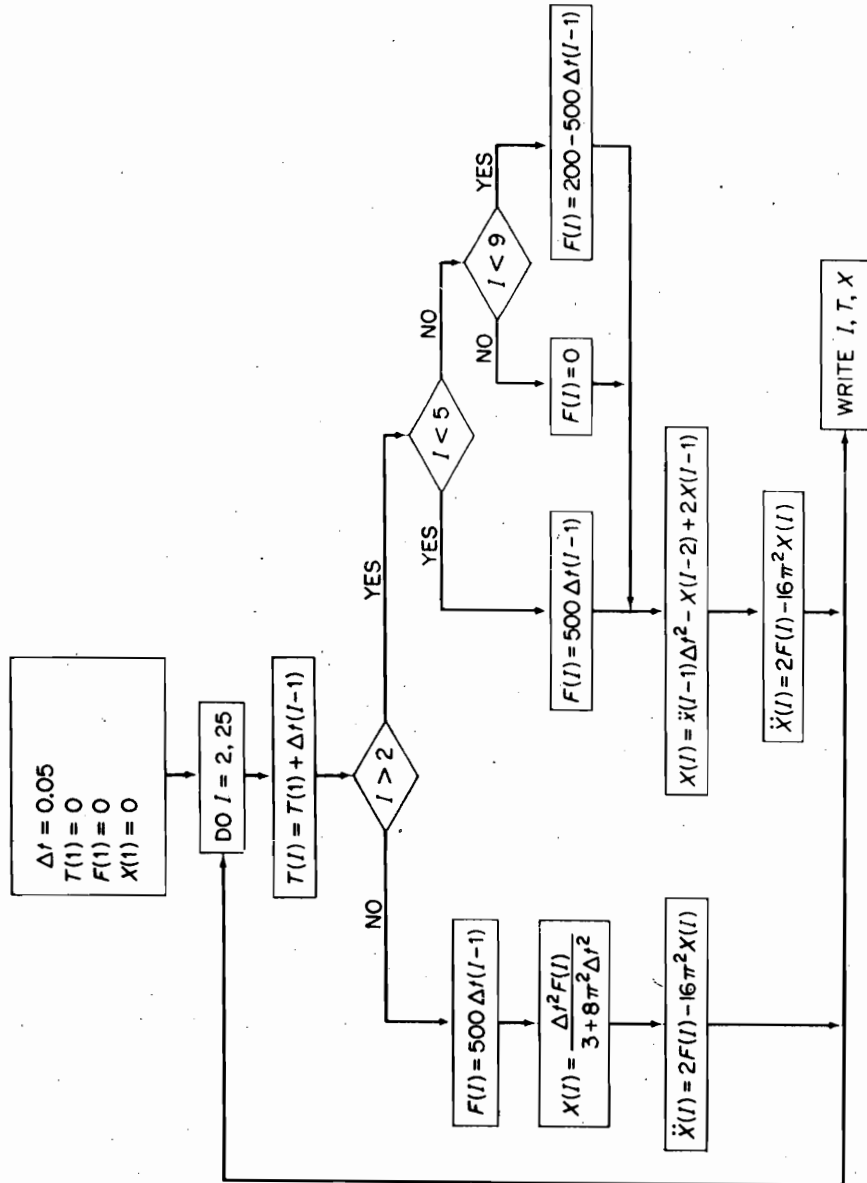 Δt = 0.05
T(1) = 0
F(1) = 0
X(1) = 0
DO I = 2, 25
T(I) = T(1) + Δt(I−1)
I > 2
NO
YES
F(I) = 500 Δt(I−1)
X(I) = Δt²F(I) / 3 + 8π²Δt²
Ẍ(I) = 2F(I) − 16π²X(I)
I < 5
YES
NO
F(I) = 500 Δt(I−1)
I < 9
NO
YES
F(I) = 0
F(I) = 200 − 500 Δt(I−1)
X(I) = ẍ(I−1) Δt² − X(I−2) + 2X(I−1)
Ẍ(I) = 2F(I) − 16π²X(I)
WRITE I, T, X